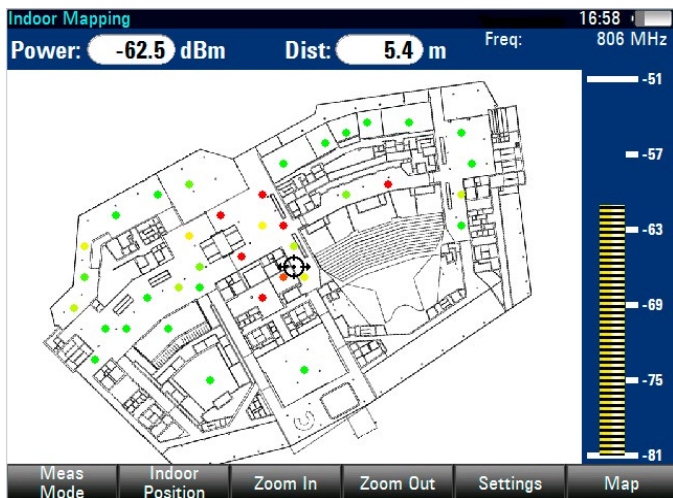 Indoor Mapping 16:58
Power: -62.5 dBm Dist: 5.4 m Freq: 806 MHz
-51
-57
-63
-69
-75
-81
Meas Mode
Indoor Position
Zoom In
Zoom Out
Settings
Map